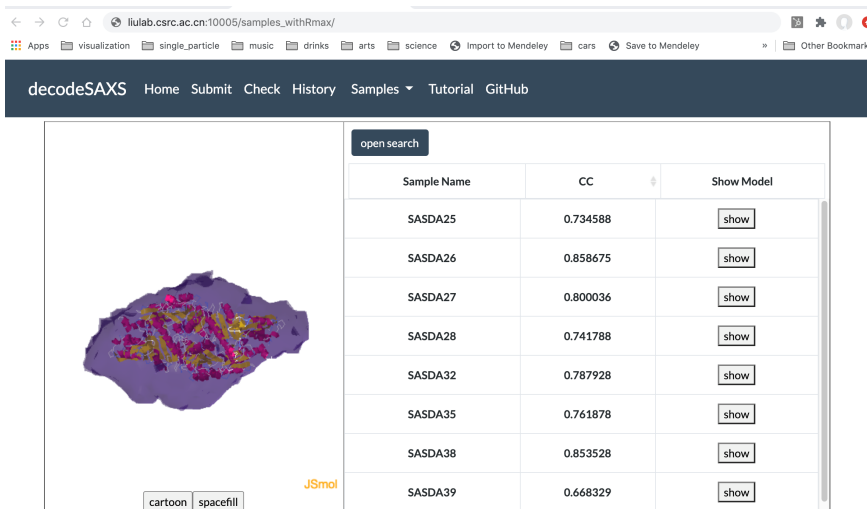 liulab.csrc.ac.cn:10005/samples_withRmax/
Apps visualization single_particle music drinks arts science Import to Mendeley cars Save to Mendeley » Other Bookmark
decodeSAXS Home Submit Check History Samples Tutorial GitHub
open search
Sample Name CC Show Model
SASDA25 0.734588 show
SASDA26 0.858675 show
SASDA27 0.800036 show
SASDA28 0.741788 show
SASDA32 0.787928 show
SASDA35 0.761878 show
SASDA38 0.853528 show
SASDA39 0.668329 show
JSmol
cartoon spacefill